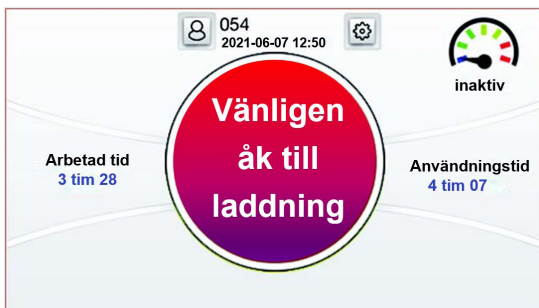 054
2021-06-07 12:50
inaktiv
Vänligen
åk till
laddning
Arbetad tid
3 tim 28
Användningstid
4 tim 07